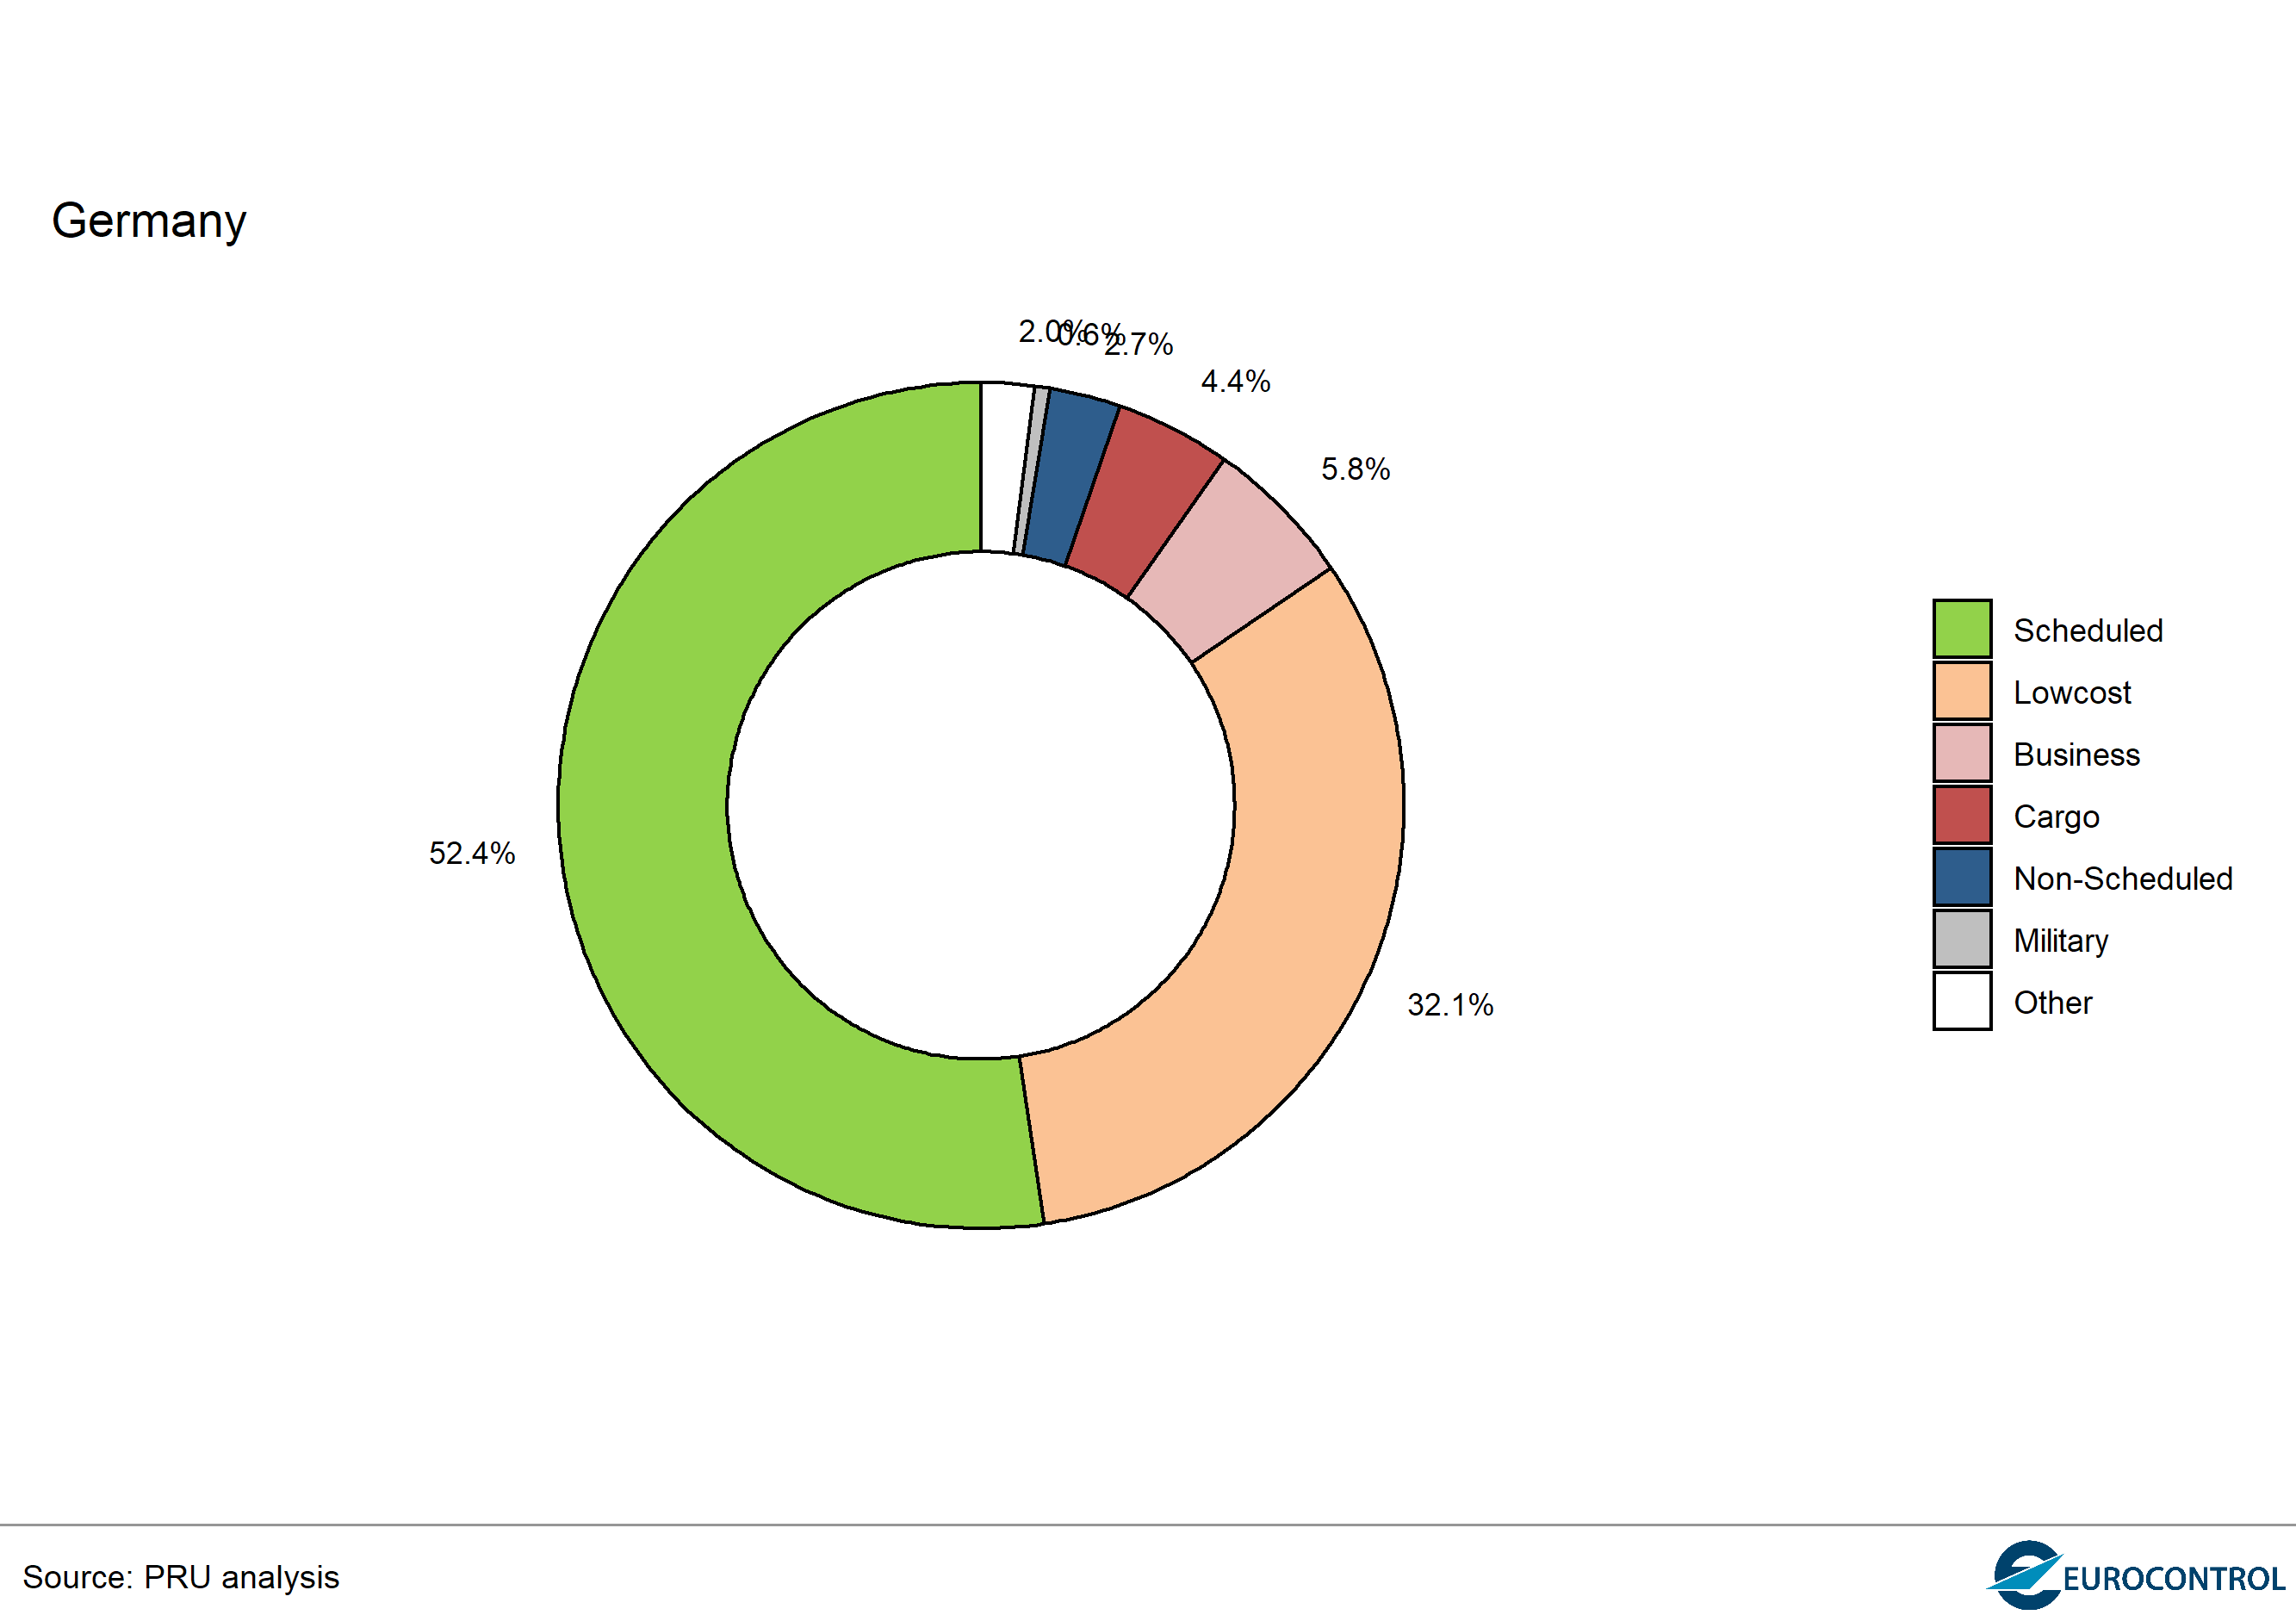 Germany
2.0%
0.6%
2.7%
4.4%
5.8%
52.4%
32.1%
Scheduled
Lowcost
Business
Cargo
Non-Scheduled
Military
Other
Source: PRU analysis
EUROCONTROL